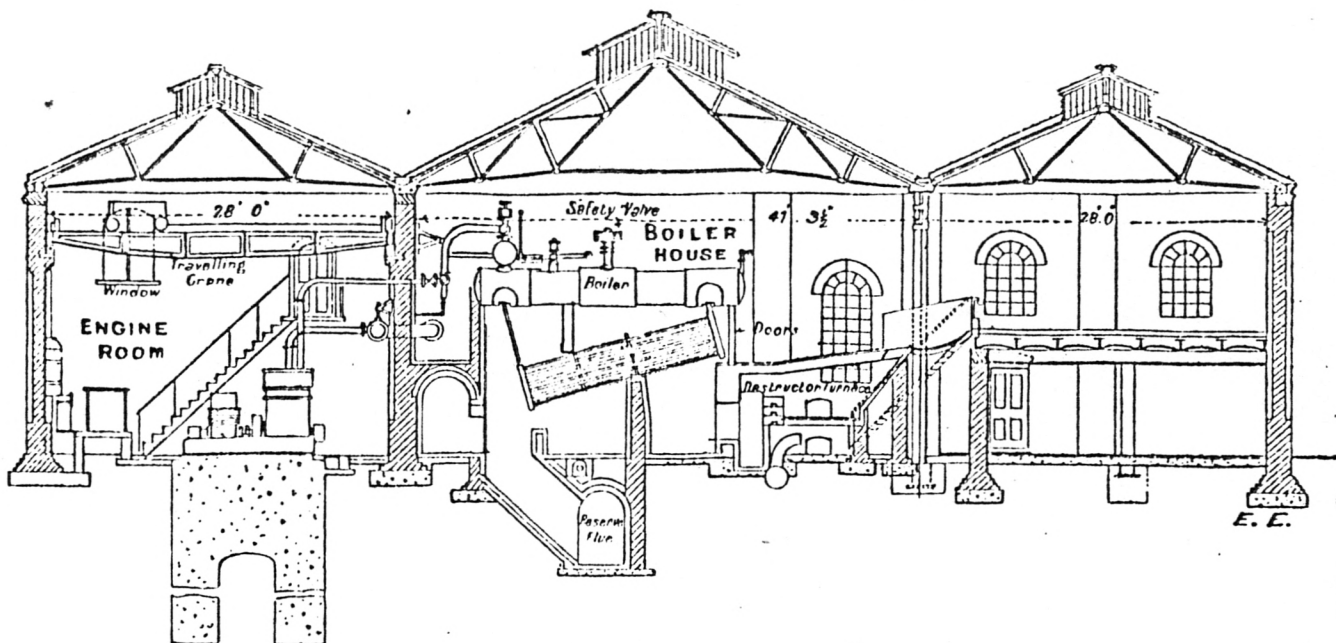 28' 0"
Safety Valve
41' 3½"
28' 0"
BOILER
HOUSE
Travelling
Crane
Window
Boiler
ENGINE
ROOM
Doors
Destructor Furnace
Reserve
Flue
E. E.